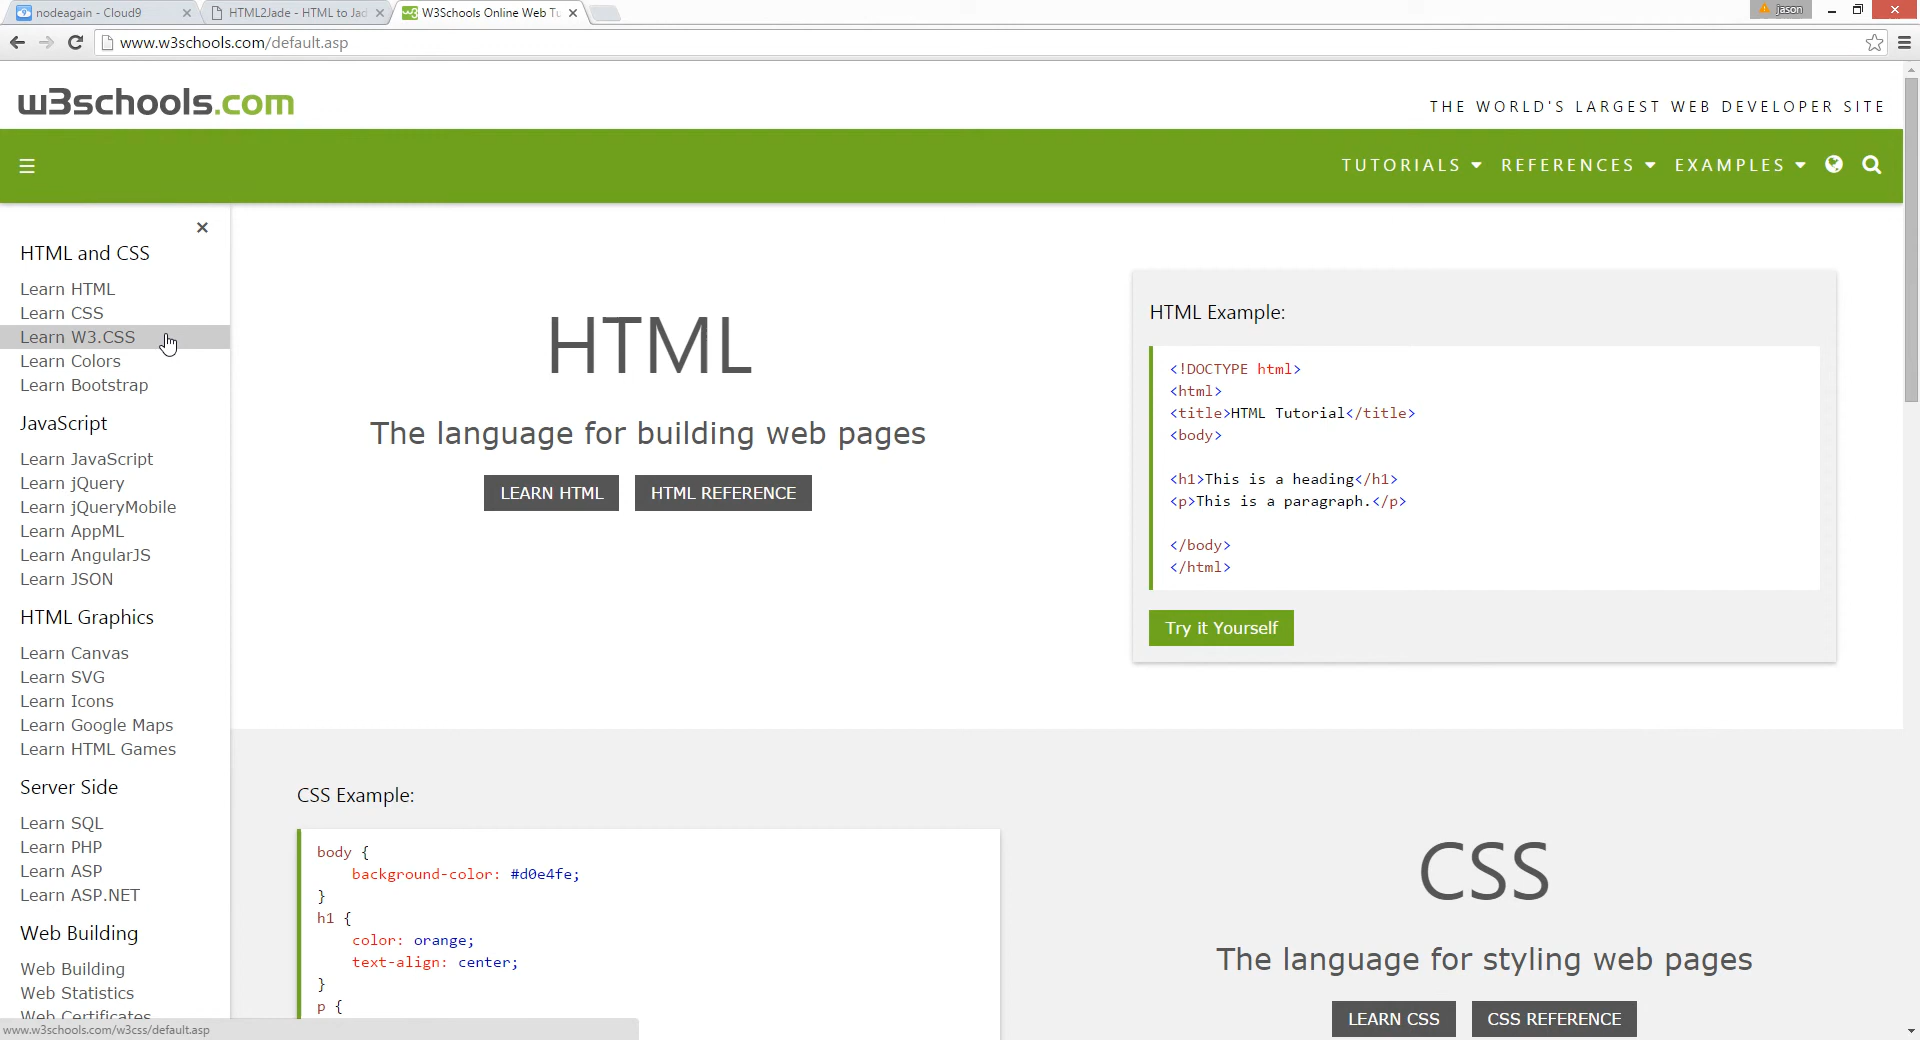 nodeagain - Cloud9
HTML2Jade - HTML to Jad
W3Schools Online Web Tu
jason
www.w3schools.com/default.asp
w3schools.com
THE WORLD'S LARGEST WEB DEVELOPER SITE
TUTORIALS
REFERENCES
EXAMPLES
HTML and CSS
Learn HTML
Learn CSS
Learn W3.CSS
Learn Colors
Learn Bootstrap
JavaScript
Learn JavaScript
Learn jQuery
Learn jQueryMobile
Learn AppML
Learn AngularJS
Learn JSON
HTML Graphics
Learn Canvas
Learn SVG
Learn Icons
Learn Google Maps
Learn HTML Games
Server Side
Learn SQL
Learn PHP
Learn ASP
Learn ASP.NET
Web Building
Web Building
Web Statistics
Web Certificates
www.w3schools.com/w3css/default.asp
HTML
The language for building web pages
LEARN HTML
HTML REFERENCE
HTML Example:
<!DOCTYPE html>
<html>
<title>HTML Tutorial</title>
<body>
<h1>This is a heading</h1>
<p>This is a paragraph.</p>
</body>
</html>
Try it Yourself
CSS Example:
body {
background-color: #d0e4fe;
}
h1 {
color: orange;
text-align: center;
}
p {
CSS
The language for styling web pages
LEARN CSS
CSS REFERENCE